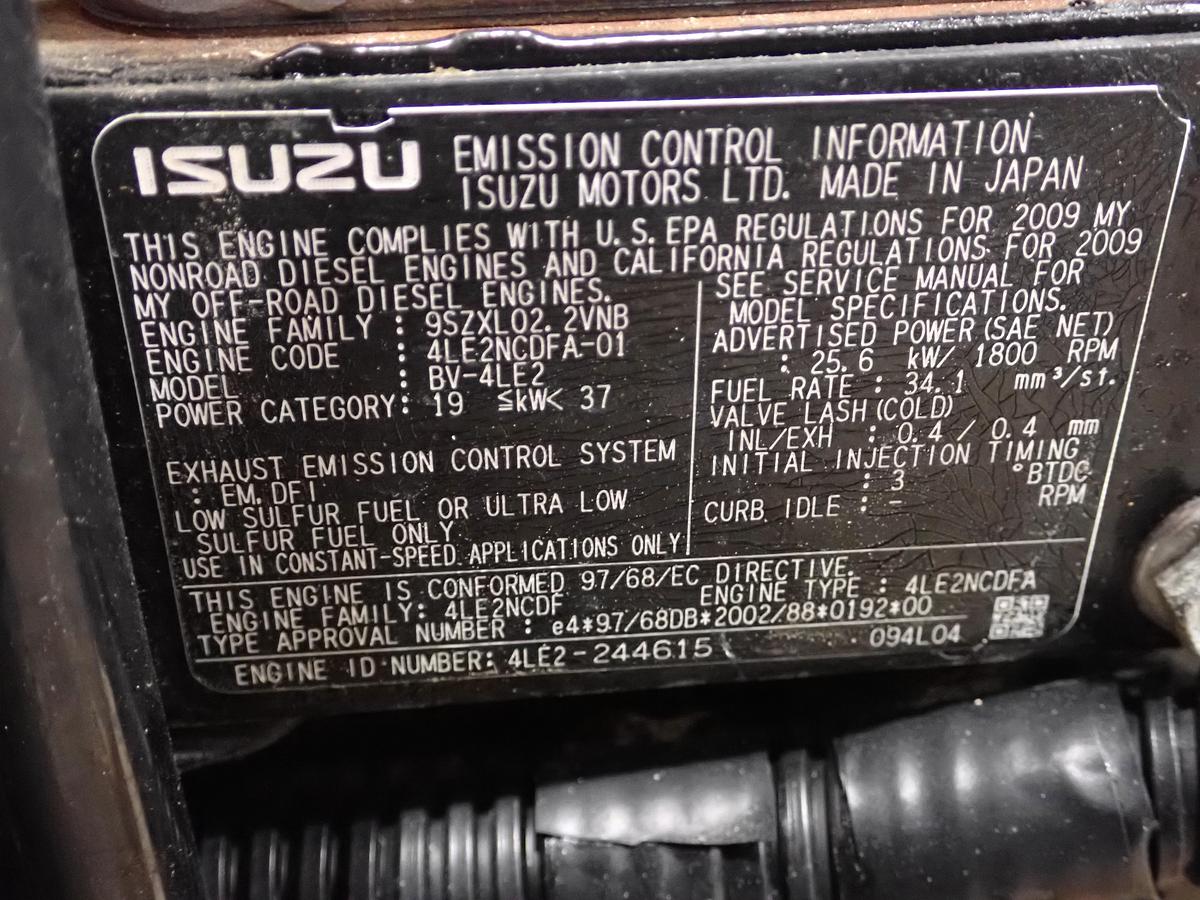 ISUZU
EMISSION CONTROL INFORMATION
ISUZU MOTORS LTD. MADE IN JAPAN
THIS ENGINE COMPLIES WITH U.S.EPA REGULATIONS FOR 2009 MY
NONROAD DIESEL ENGINES AND CALIFORNIA REGULATIONS FOR 2009
MY OFF-ROAD DIESEL ENGINES.
ENGINE FAMILY : 9SZXL02.2VNB
ENGINE CODE : 4LE2NCDFA-01
MODEL : BV-4LE2
POWER CATEGORY: 19 ≦kW< 37
EXHAUST EMISSION CONTROL SYSTEM
: EM,DFI
LOW SULFUR FUEL OR ULTRA LOW
SULFUR FUEL ONLY
USE IN CONSTANT-SPEED APPLICATIONS ONLY
SEE SERVICE MANUAL FOR
MODEL SPECIFICATIONS.
ADVERTISED POWER(SAE NET)
: 25.6 kW/ 1800 RPM
FUEL RATE : 34.1 mm³/st.
VALVE LASH(COLD)
INL/EXH : 0.4 / 0.4 mm
INITIAL INJECTION TIMING
: 3 °BTDC
CURB IDLE : - RPM
THIS ENGINE IS CONFORMED 97/68/EC DIRECTIVE.
ENGINE FAMILY: 4LE2NCDF ENGINE TYPE : 4LE2NCDFA
TYPE APPROVAL NUMBER : e4*97/68DB*2002/88*0192*00
ENGINE ID NUMBER: 4LE2-244615 094L04